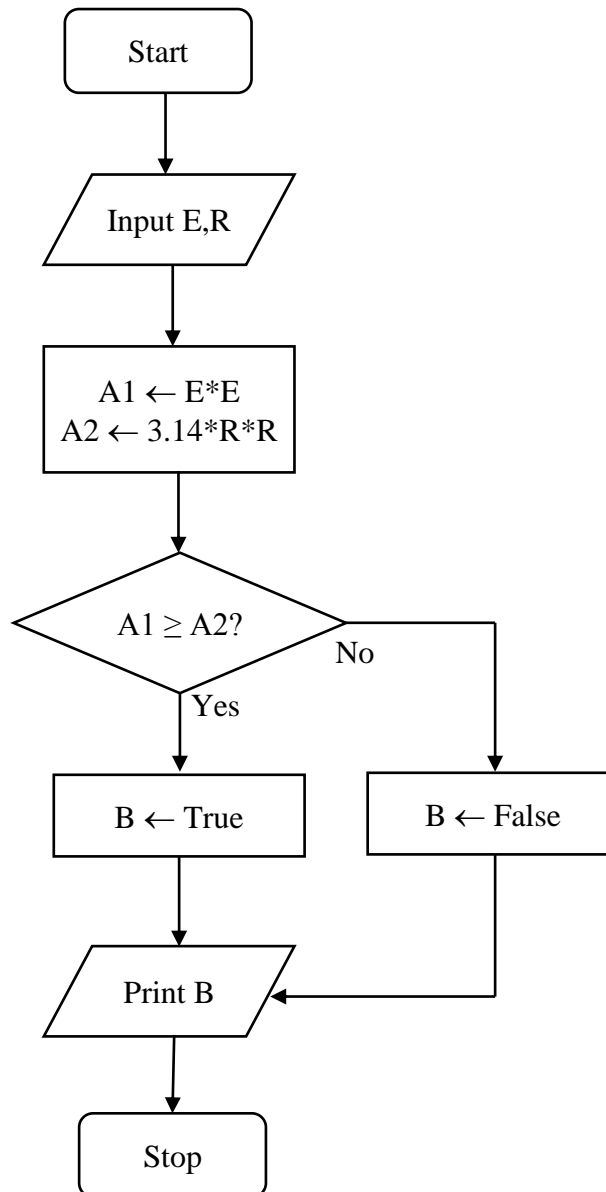 Start
Input E,R
A1 ← E*E
A2 ← 3.14*R*R
A1 ≥ A2?
No
Yes
B ← True
B ← False
Print B
Stop